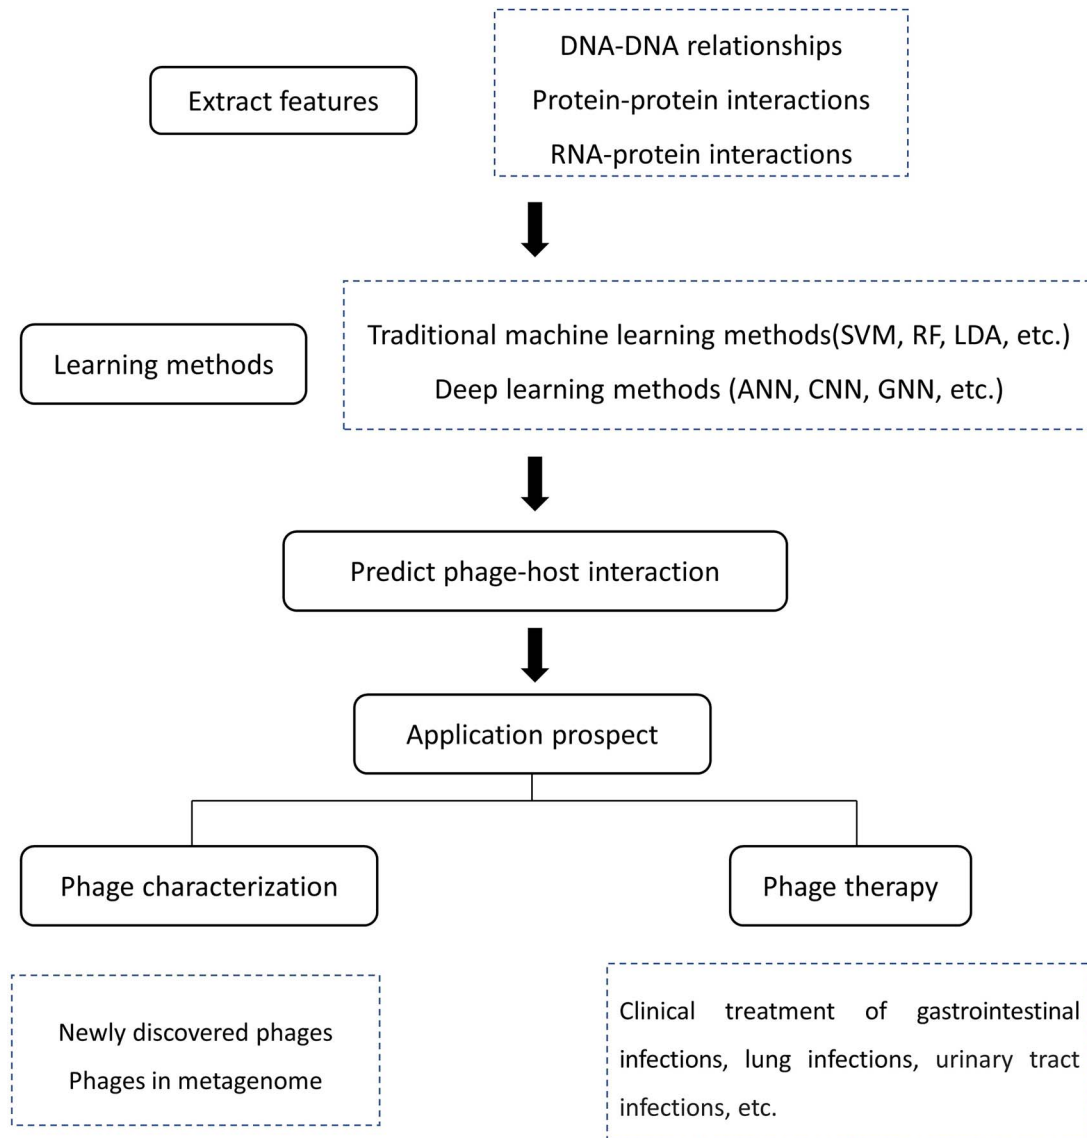 DNA-DNA relationships
Extract features
Protein-protein interactions
RNA-protein interactions
Traditional machine learning methods(SVM, RF, LDA, etc.)
Learning methods
Deep learning methods (ANN, CNN, GNN, etc.)
Predict phage-host interaction
Application prospect
Phage characterization
Phage therapy
Newly discovered phages
Phages in metagenome
Clinical treatment of gastrointestinal
infections, lung infections, urinary tract
infections, etc.